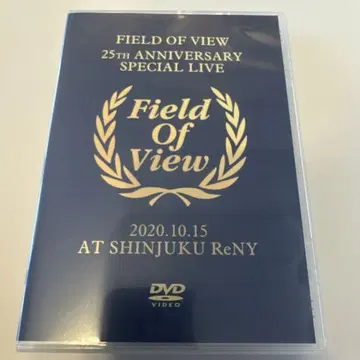 FIELD OF VIEW
25TH ANNIVERSARY
SPECIAL LIVE
Field
Of
View
2020.10.15
AT SHINJUKU ReNY
DVD
VIDEO